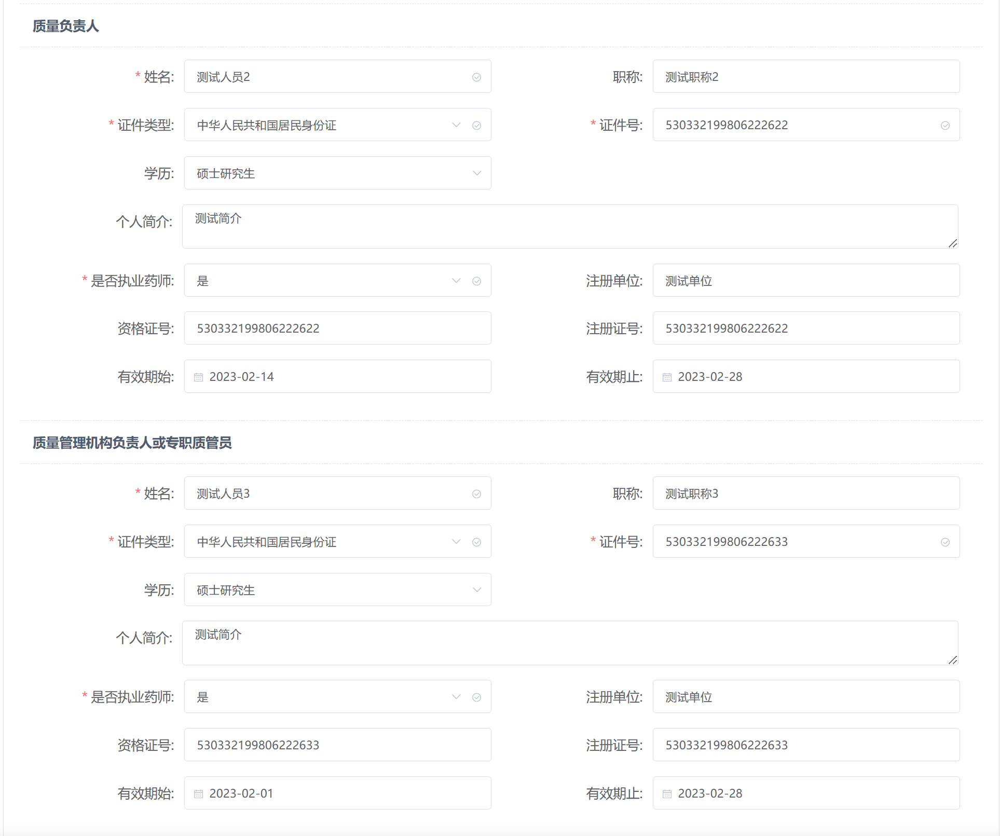 质量负责人
* 姓名: 测试人员2 职称: 测试职称2
* 证件类型: 中华人民共和国居民身份证 * 证件号: 530332199806222622
学历: 硕士研究生
个人简介: 测试简介
* 是否执业药师: 是 注册单位: 测试单位
资格证号: 530332199806222622 注册证号: 530332199806222622
有效期始: 2023-02-14 有效期止: 2023-02-28
质量管理机构负责人或专职质管员
* 姓名: 测试人员3 职称: 测试职称3
* 证件类型: 中华人民共和国居民身份证 * 证件号: 530332199806222633
学历: 硕士研究生
个人简介: 测试简介
* 是否执业药师: 是 注册单位: 测试单位
资格证号: 530332199806222633 注册证号: 530332199806222633
有效期始: 2023-02-01 有效期止: 2023-02-28